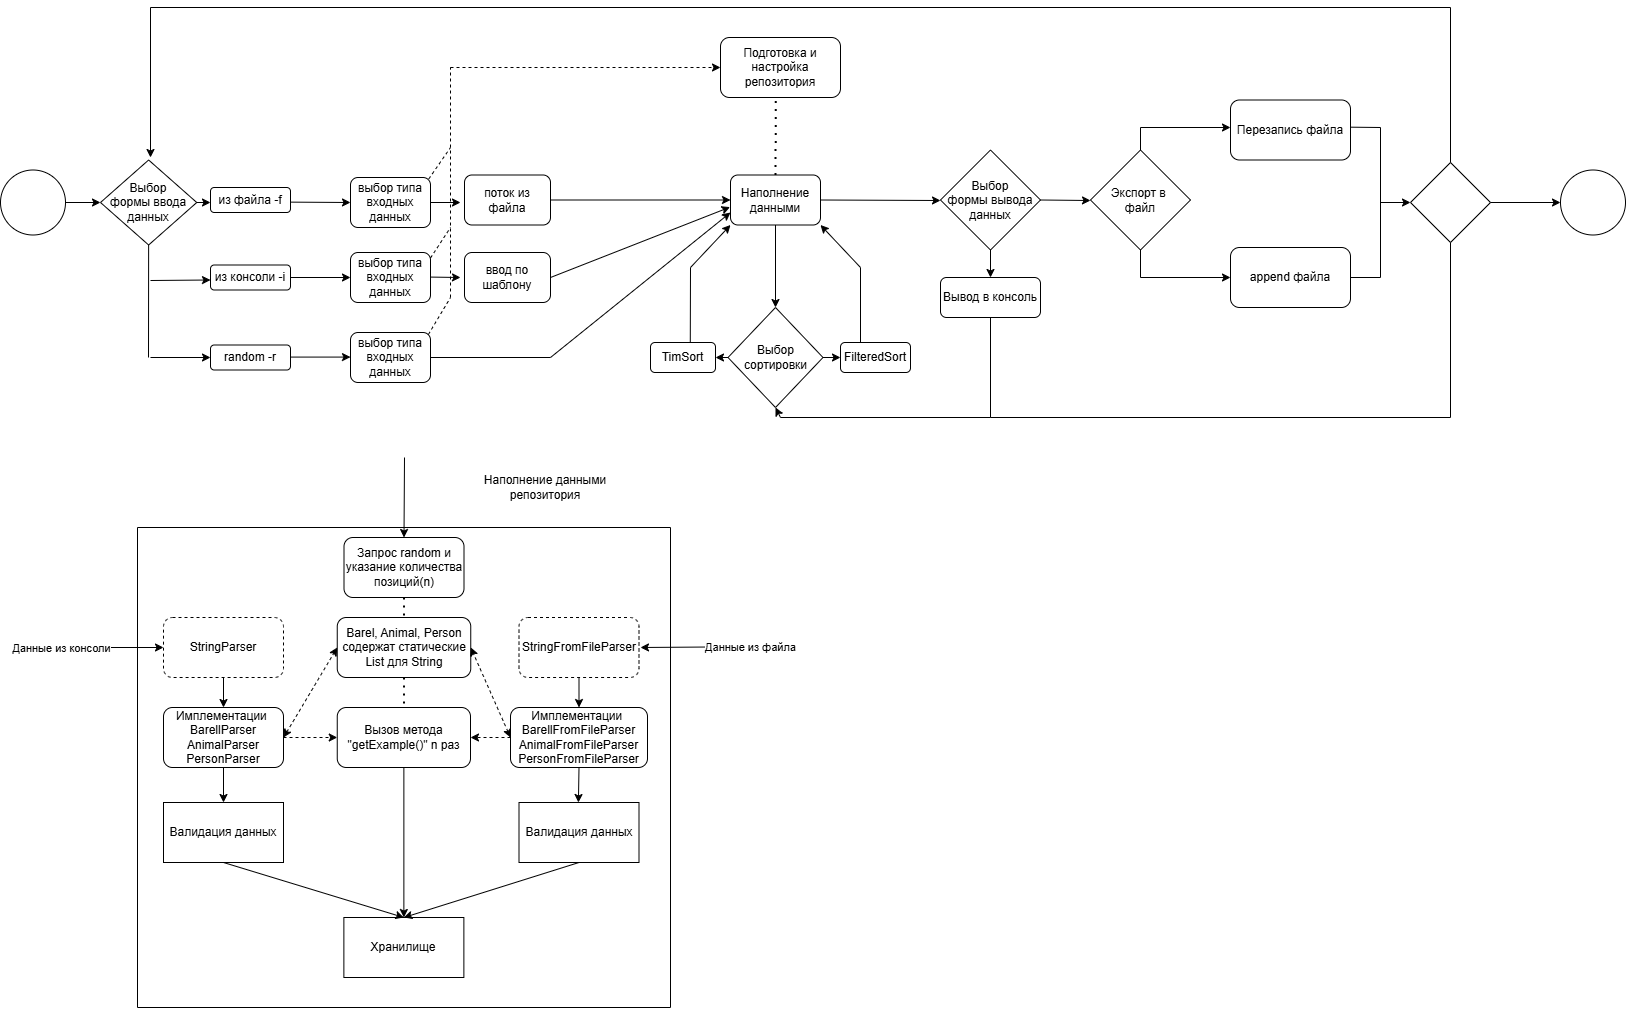 Подготовка и
настройка
репозитория
Выбор
формы ввода
данных
из файла -f
выбор типа
входных
данных
поток из
файла
Наполнение
данными
Выбор
формы вывода
данных
Экспорт в
файл
Перезапись файла
из консоли -i
выбор типа
входных
данных
ввод по
шаблону
Вывод в консоль
append файла
random -r
выбор типа
входных
данных
TimSort
Выбор
сортировки
FilteredSort
Наполнение данными
репозитория
Запрос random и
указание количества
позиций(n)
Данные из консоли
StringParser
Barel, Animal, Person
содержат статические
List для String
StringFromFileParser
Данные из файла
Имплементации
BarellParser
AnimalParser
PersonParser
Вызов метода
"getExample()" n раз
Имплементации
BarellFromFileParser
AnimalFromFileParser
PersonFromFileParser
Валидация данных
Валидация данных
Хранилище